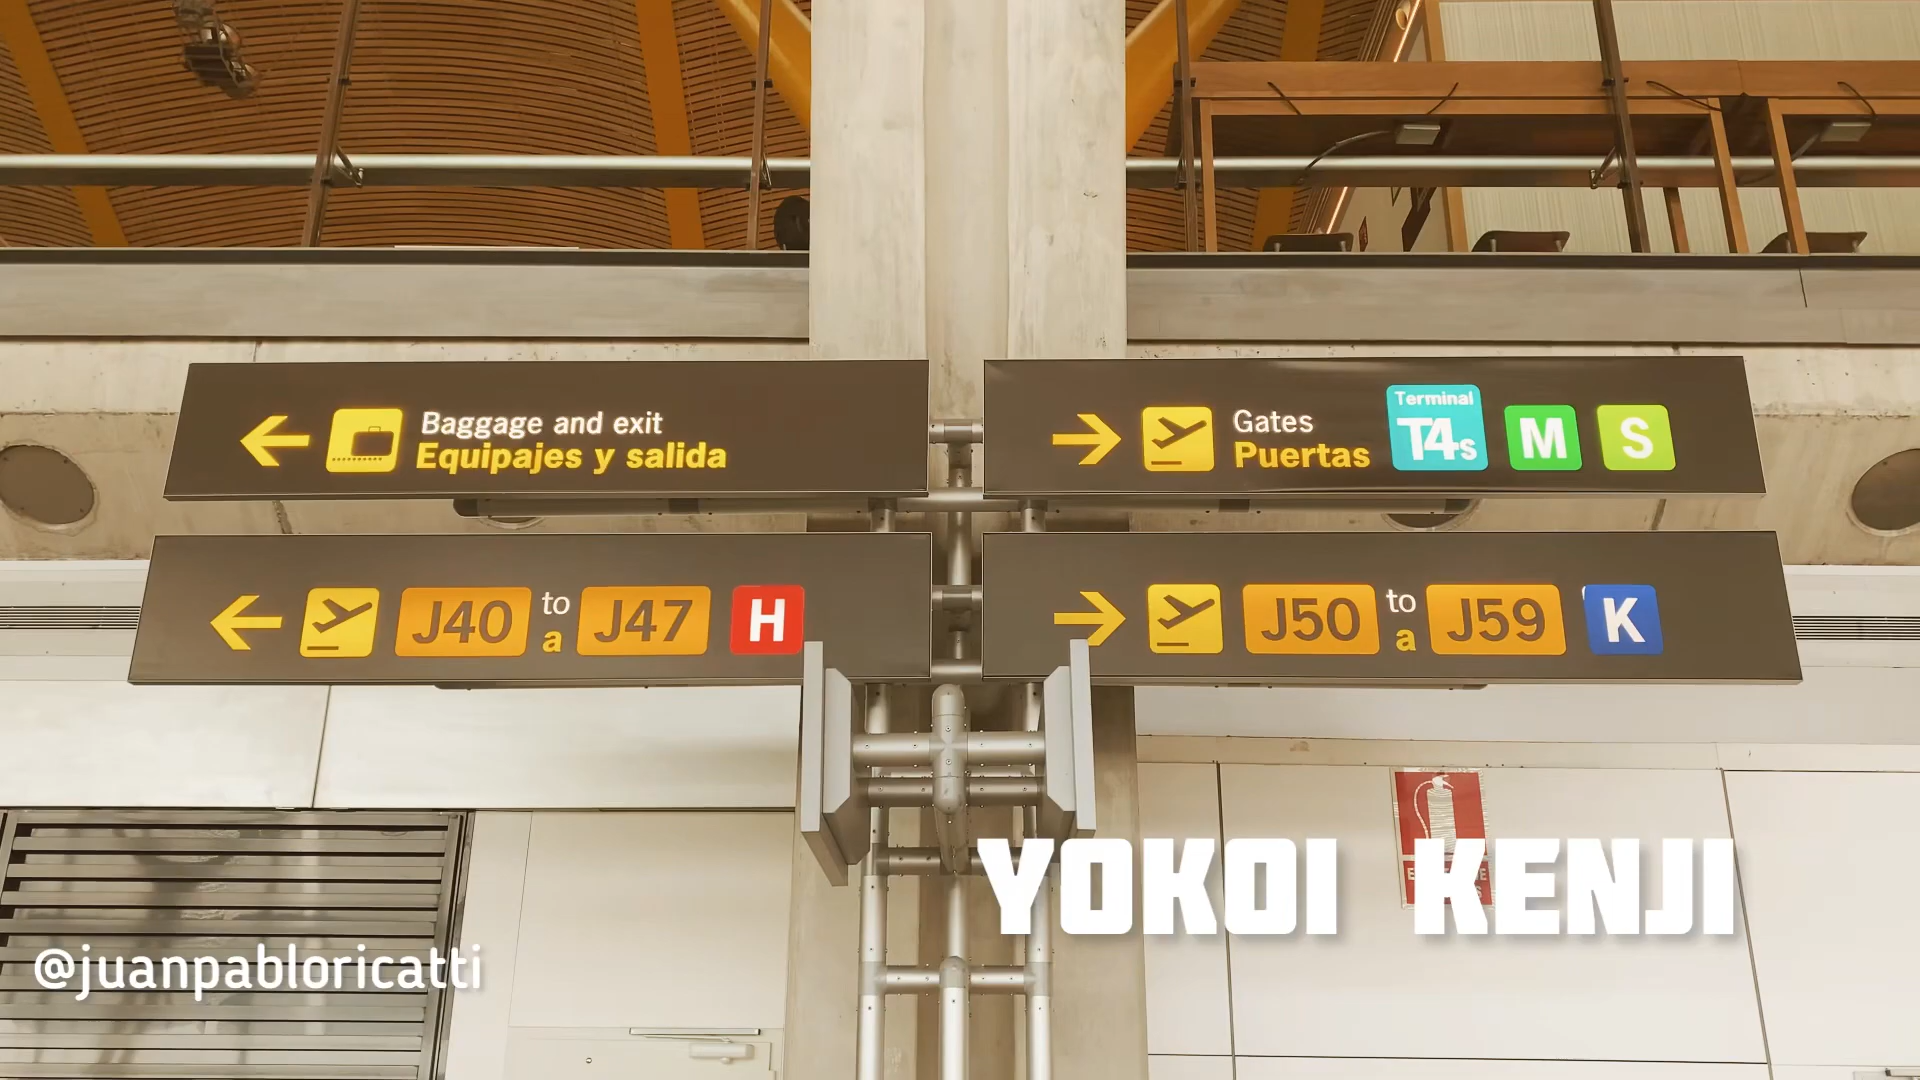 Baggage and exit
Equipajes y salida
Gates
Puertas
Terminal
T4s
M
S
J40 to a J47 H
J50 to a J59 K
YOKOI KENJI
@juanpabloricatti